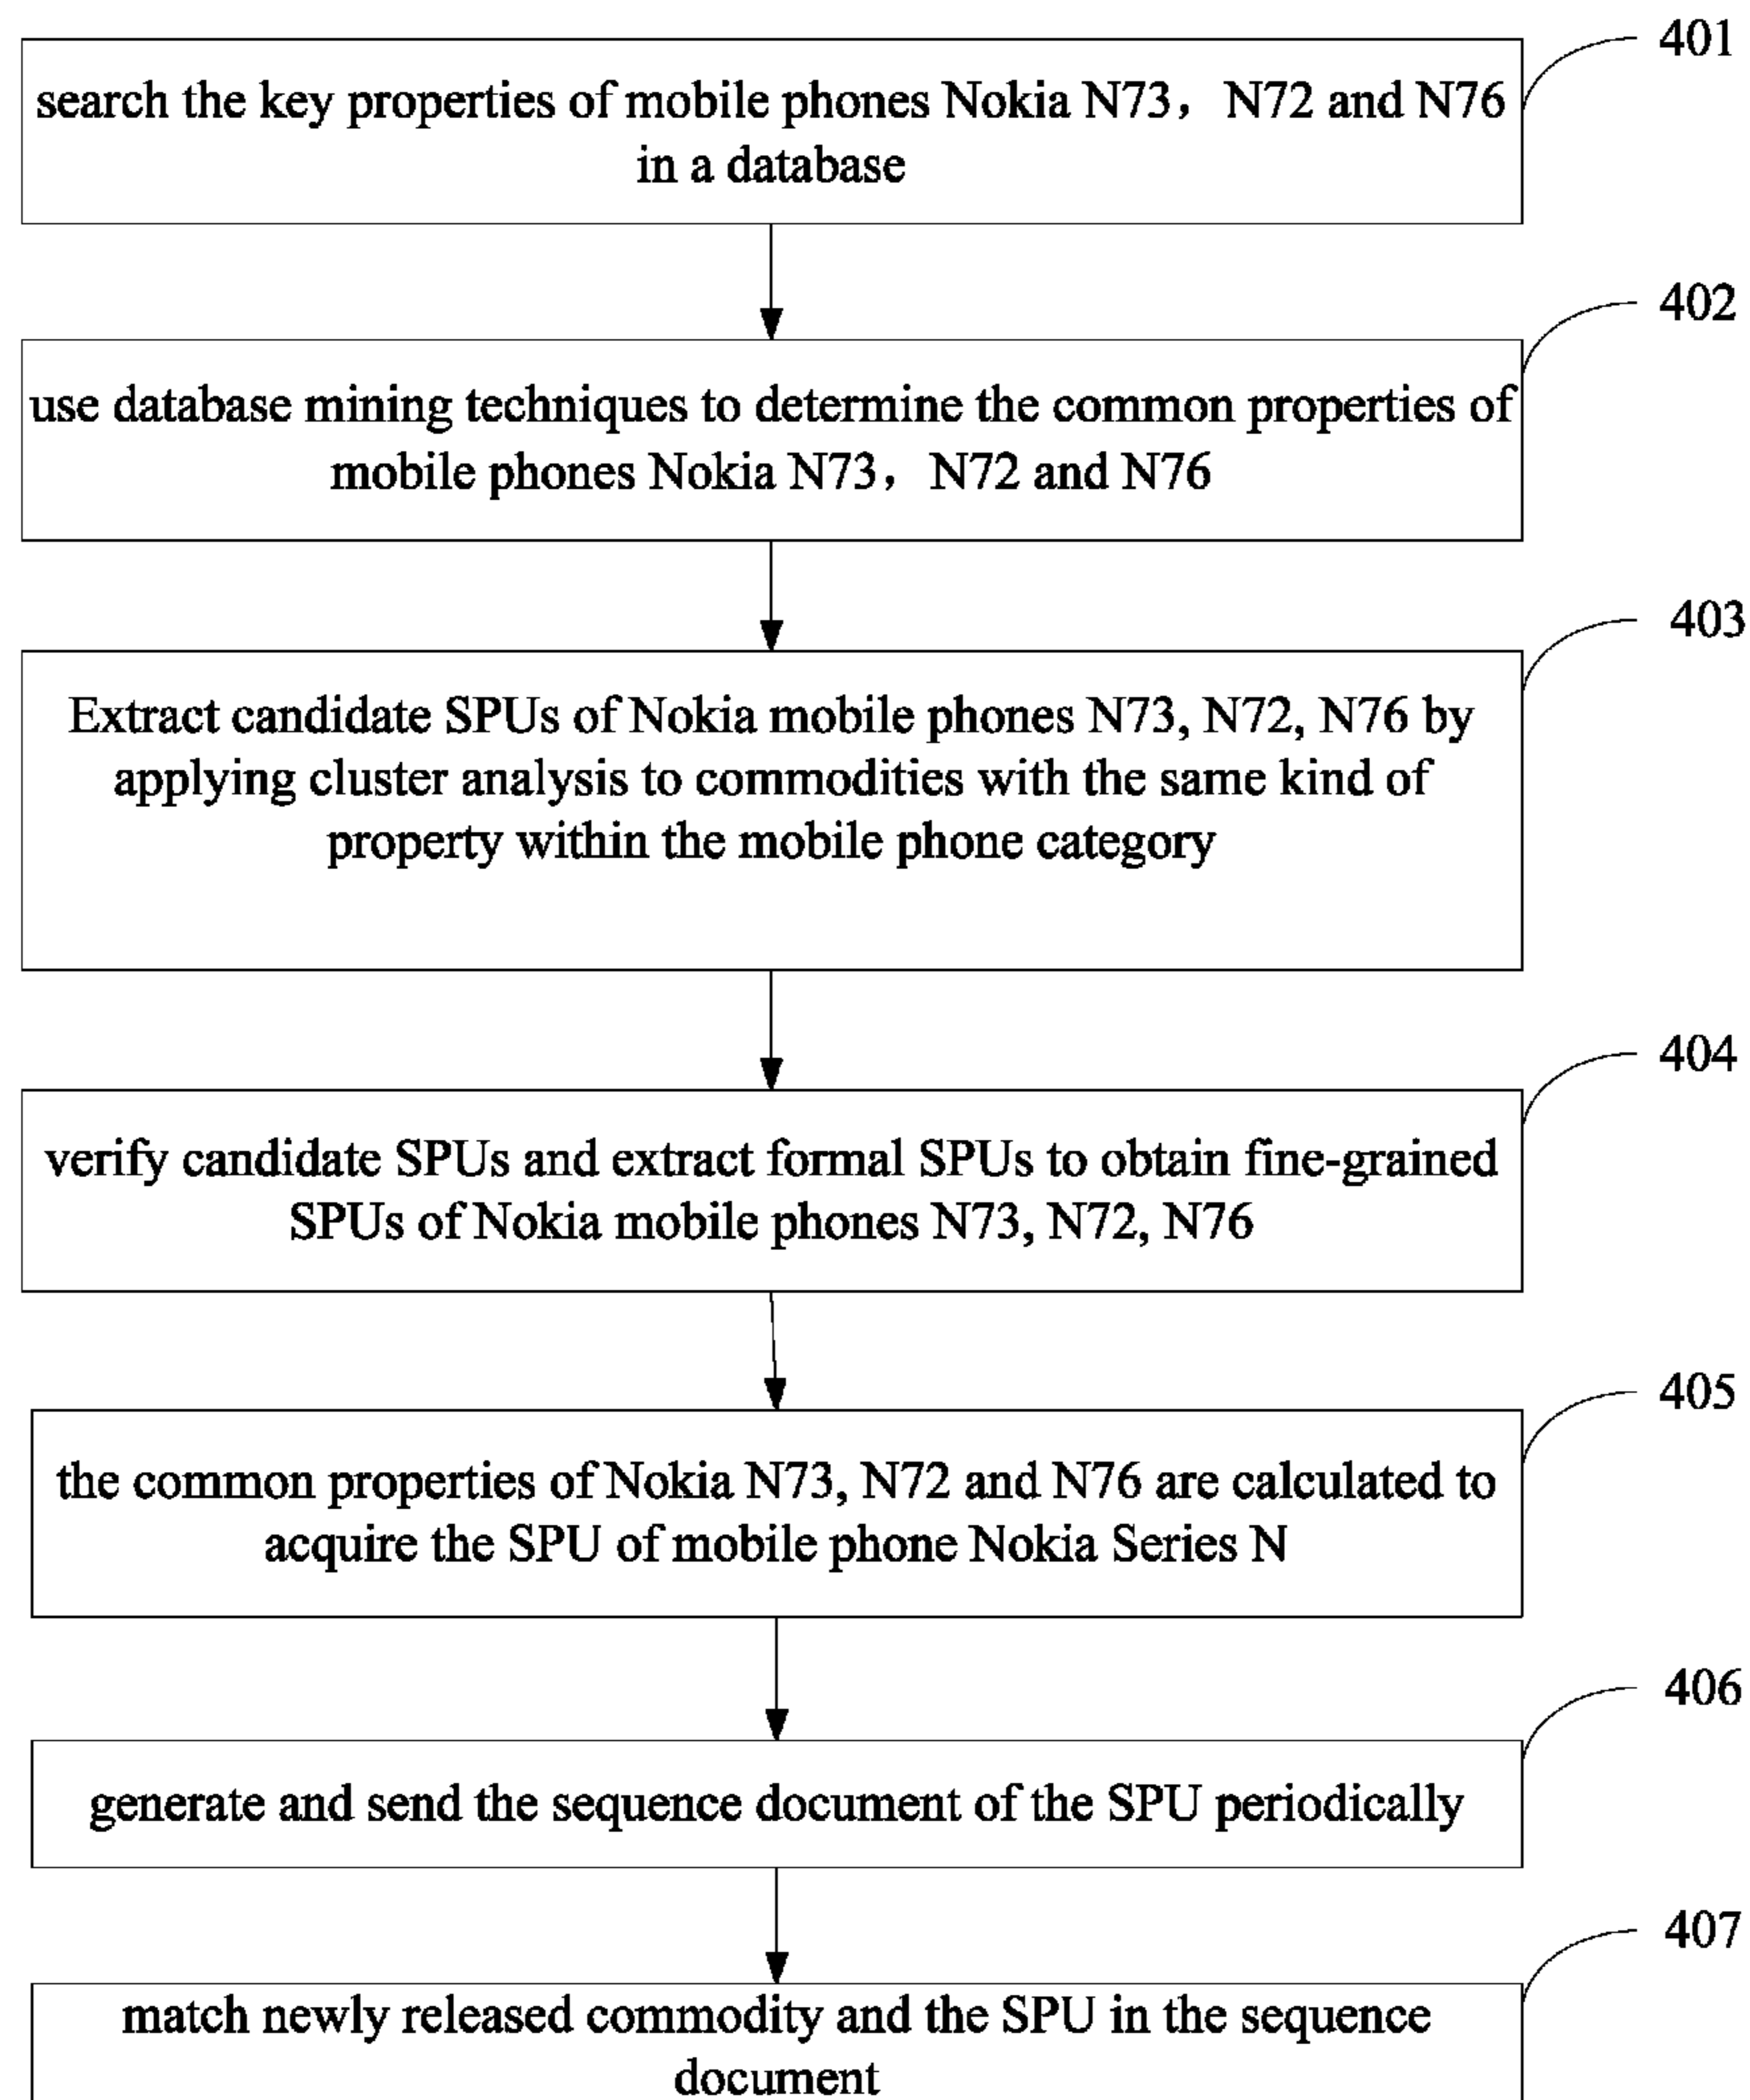 401
search the key properties of mobile phones Nokia N73, N72 and N76
in a database
402
use database mining techniques to determine the common properties of
mobile phones Nokia N73, N72 and N76
403
Extract candidate SPUs of Nokia mobile phones N73, N72, N76 by
applying cluster analysis to commodities with the same kind of
property within the mobile phone category
404
verify candidate SPUs and extract formal SPUs to obtain fine-grained
SPUs of Nokia mobile phones N73, N72, N76
405
the common properties of Nokia N73, N72 and N76 are calculated to
acquire the SPU of mobile phone Nokia Series N
406
generate and send the sequence document of the SPU periodically
407
match newly released commodity and the SPU in the sequence
document